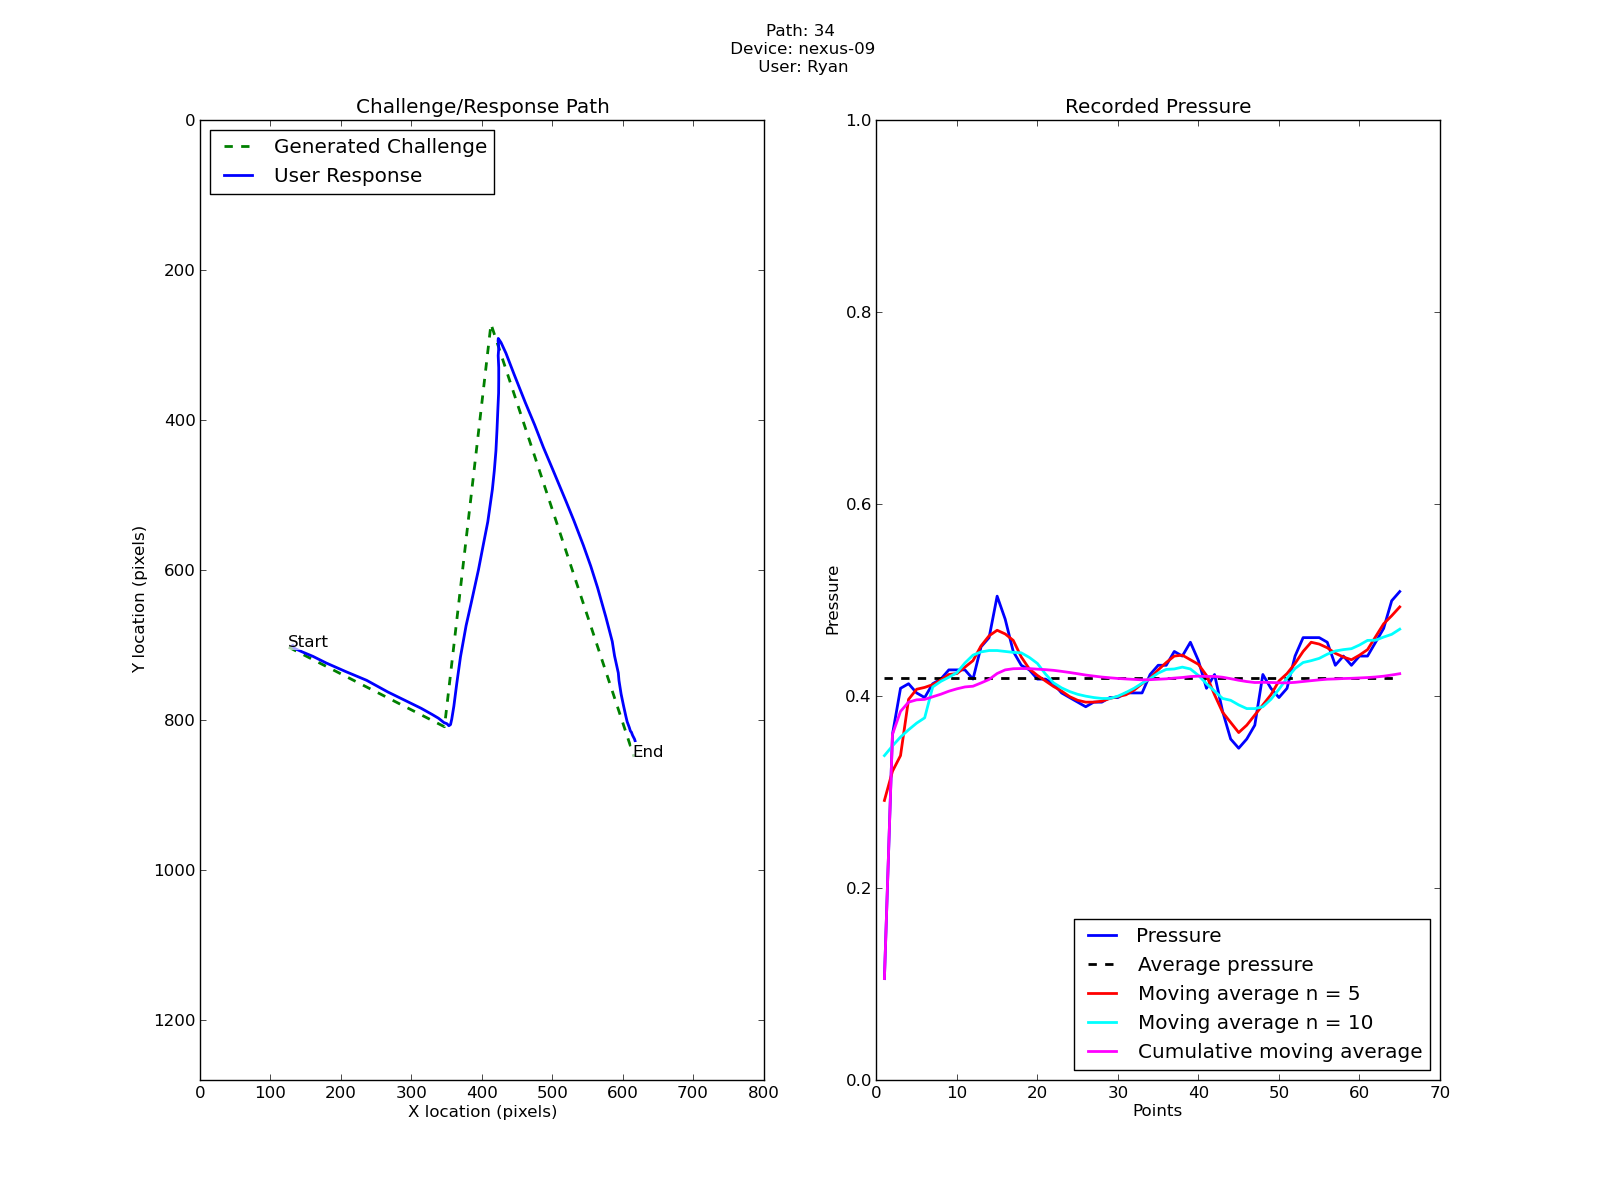 Path: 34
Device: nexus-09
User: Ryan
Challenge/Response Path
Generated Challenge
User Response
0
200
400
600
800
1000
1200
Y location (pixels)
Start
End
0 100 200 300 400 500 600 700 800
X location (pixels)
Recorded Pressure
1.0
0.8
0.6
0.4
0.2
0.0
Pressure
Pressure
Average pressure
Moving average n = 5
Moving average n = 10
Cumulative moving average
0 10 20 30 40 50 60 70
Points